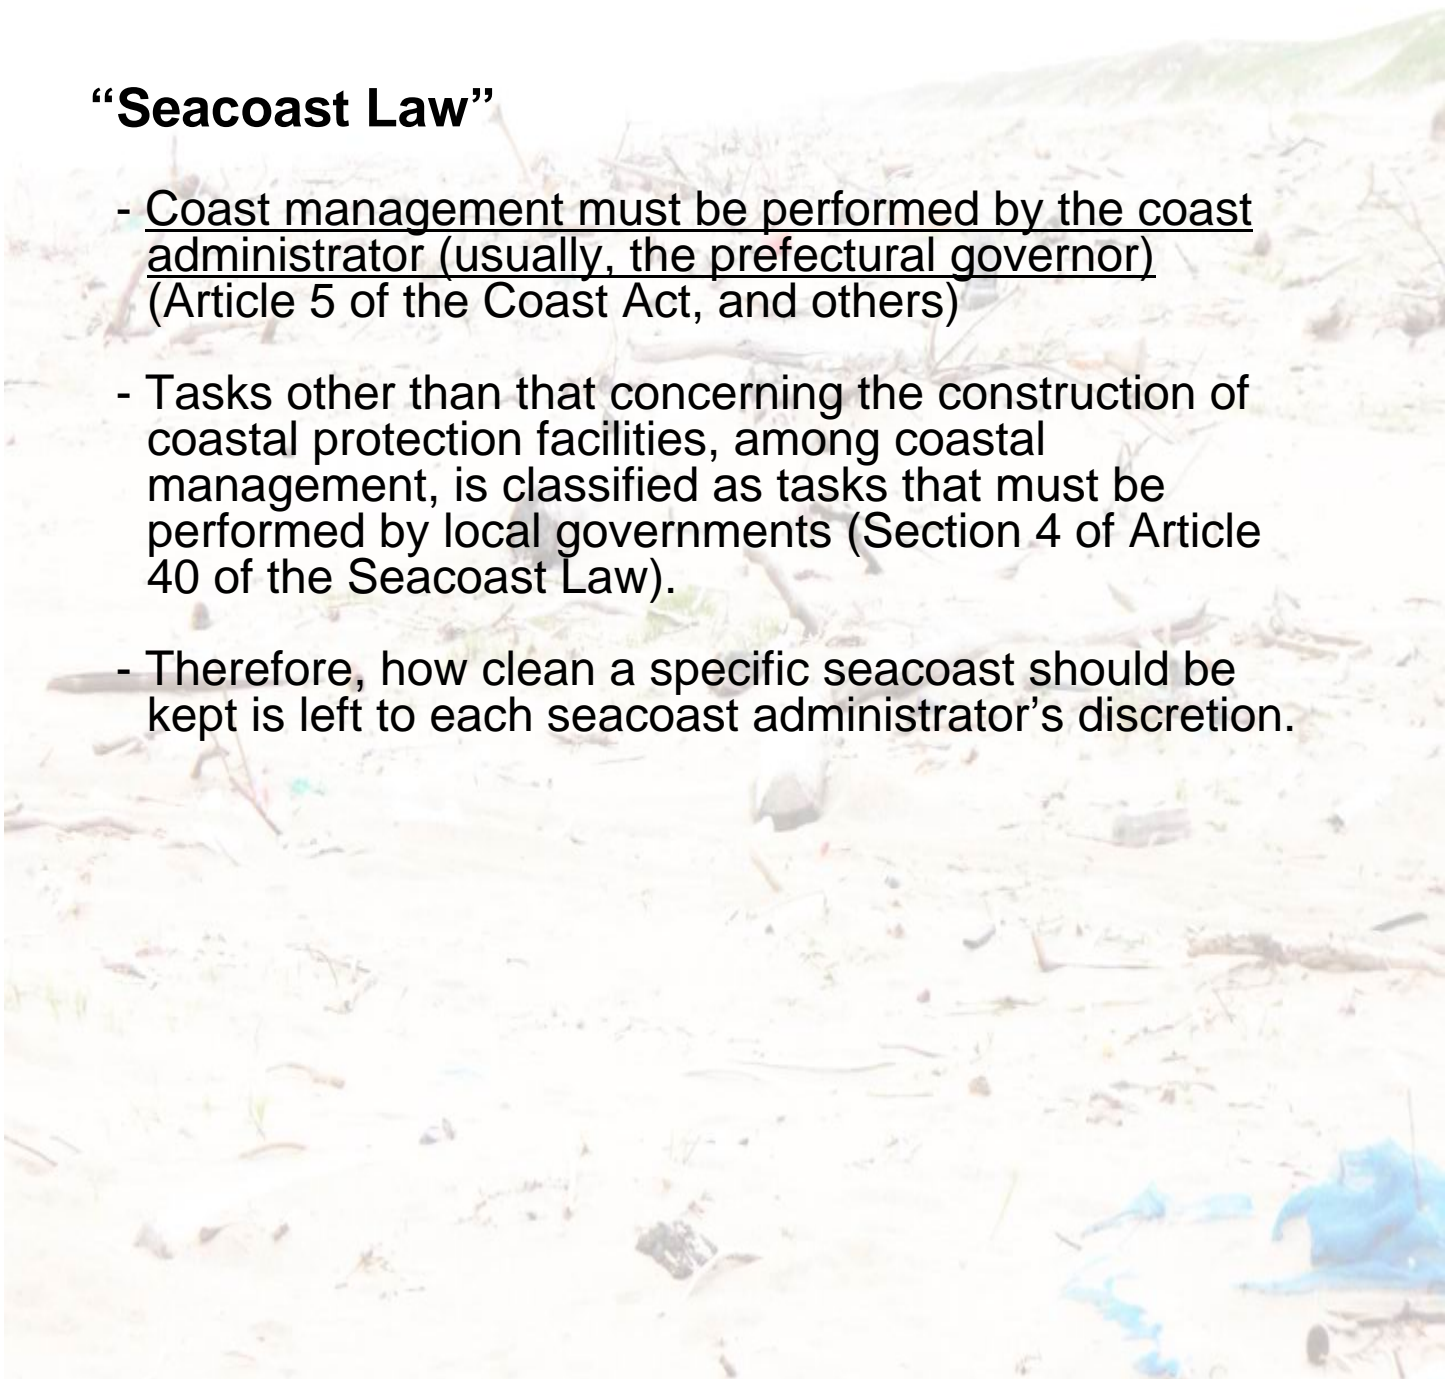 “Seacoast Law”
- Coast management must be performed by the coast
administrator (usually, the prefectural governor)
(Article 5 of the Coast Act, and others)
- Tasks other than that concerning the construction of
coastal protection facilities, among coastal
management, is classified as tasks that must be
performed by local governments (Section 4 of Article
40 of the Seacoast Law).
- Therefore, how clean a specific seacoast should be
kept is left to each seacoast administrator’s discretion.